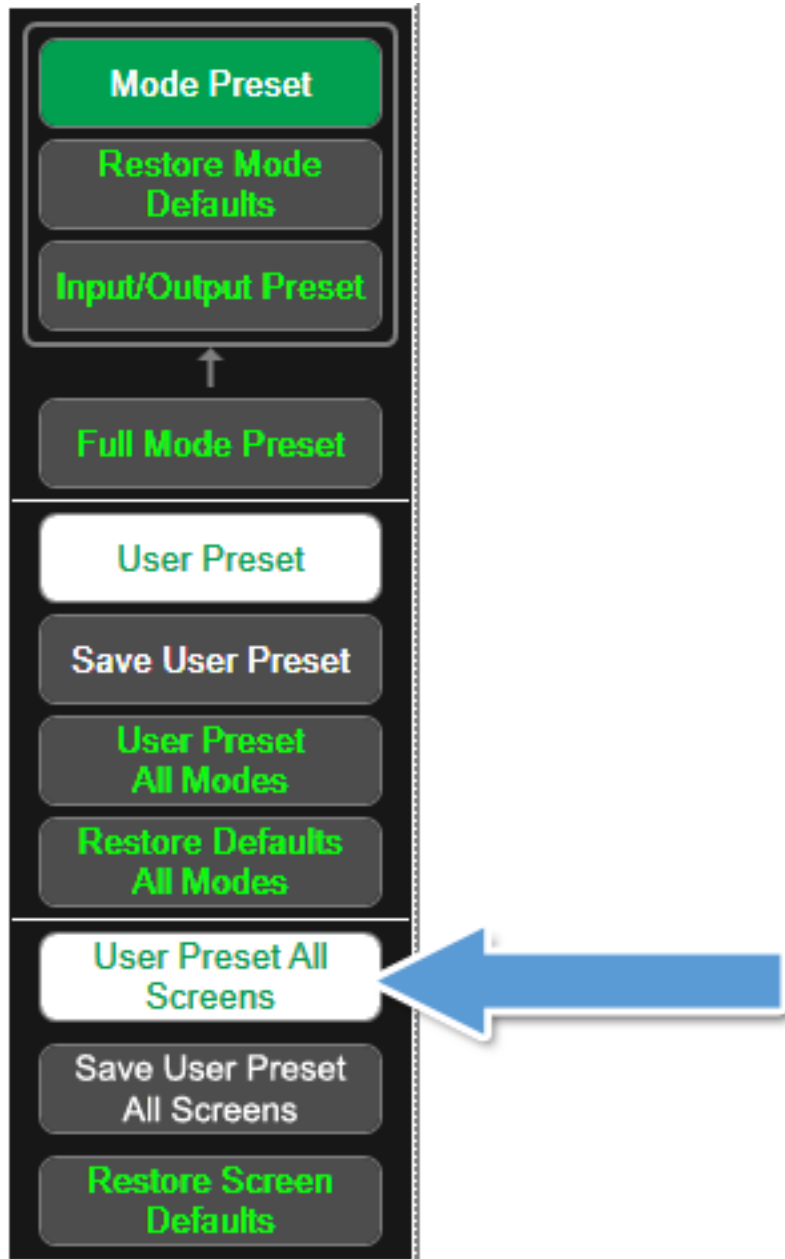 Mode Preset
Restore Mode
Defaults
Input/Output Preset
Full Mode Preset
User Preset
Save User Preset
User Preset
All Modes
Restore Defaults
All Modes
User Preset All
Screens
Save User Preset
All Screens
Restore Screen
Defaults